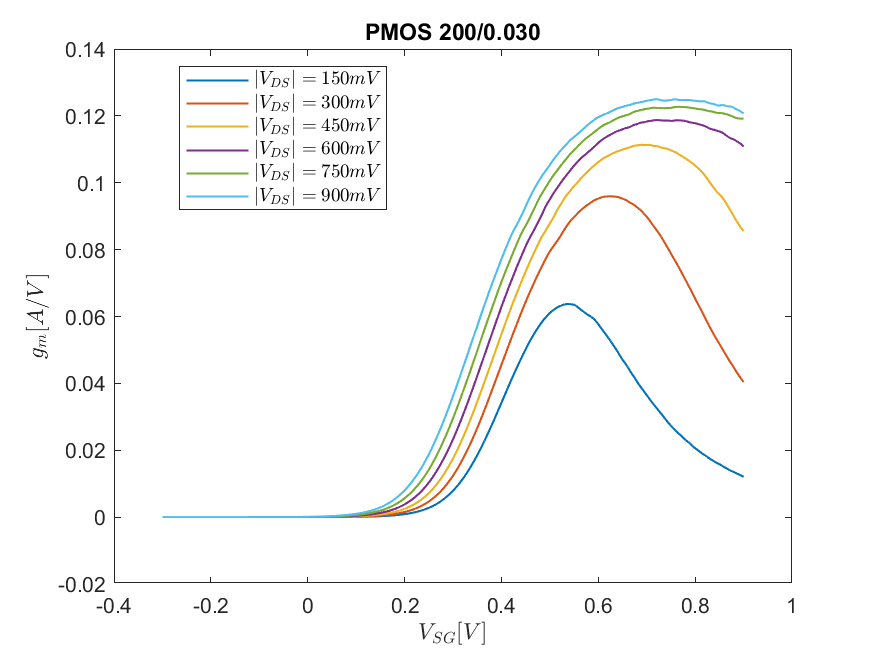 PMOS 200/0.030
0.14
0.12
0.1
0.08
0.06
0.04
0.02
0
-0.02
g_m[A/V]
|V_DS| = 150mV
|V_DS| = 300mV
|V_DS| = 450mV
|V_DS| = 600mV
|V_DS| = 750mV
|V_DS| = 900mV
-0.4 -0.2 0 0.2 0.4 0.6 0.8 1
V_SG[V]